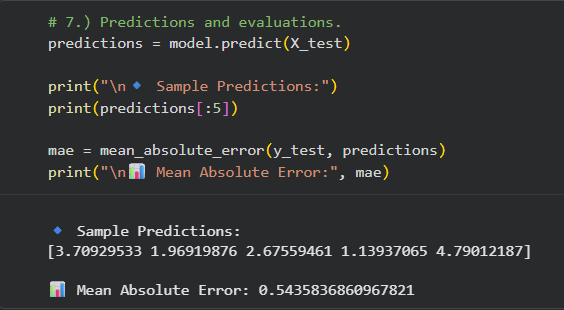 # 7.) Predictions and evaluations.
predictions = model.predict(X_test)
print("\n🔹 Sample Predictions:")
print(predictions[:5])
mae = mean_absolute_error(y_test, predictions)
print("\n📊 Mean Absolute Error:", mae)
🔹 Sample Predictions:
[3.70929533 1.96919876 2.67559461 1.13937065 4.79012187]
📊 Mean Absolute Error: 0.5435836860967821